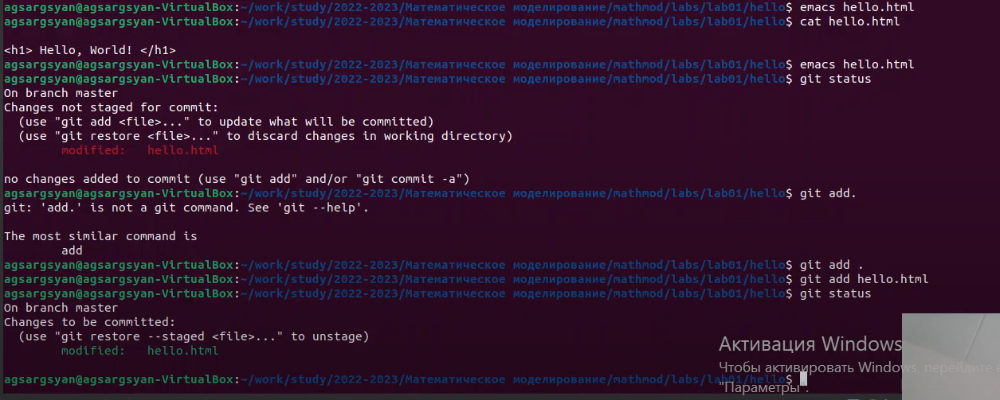 agsargsyan@agsargsyan-VirtualBox:~/work/study/2022-2023/Математическое моделирование/mathmod/labs/lab01/hello$ emacs hello.html
agsargsyan@agsargsyan-VirtualBox:~/work/study/2022-2023/Математическое моделирование/mathmod/labs/lab01/hello$ cat hello.html
<h1> Hello, World! </h1>
agsargsyan@agsargsyan-VirtualBox:~/work/study/2022-2023/Математическое моделирование/mathmod/labs/lab01/hello$ emacs hello.html
agsargsyan@agsargsyan-VirtualBox:~/work/study/2022-2023/Математическое моделирование/mathmod/labs/lab01/hello$ git status
On branch master
Changes not staged for commit:
  (use "git add <file>..." to update what will be committed)
  (use "git restore <file>..." to discard changes in working directory)
        modified:   hello.html
no changes added to commit (use "git add" and/or "git commit -a")
agsargsyan@agsargsyan-VirtualBox:~/work/study/2022-2023/Математическое моделирование/mathmod/labs/lab01/hello$ git add.
git: 'add.' is not a git command. See 'git --help'.
The most similar command is
        add
agsargsyan@agsargsyan-VirtualBox:~/work/study/2022-2023/Математическое моделирование/mathmod/labs/lab01/hello$ git add .
agsargsyan@agsargsyan-VirtualBox:~/work/study/2022-2023/Математическое моделирование/mathmod/labs/lab01/hello$ git add hello.html
agsargsyan@agsargsyan-VirtualBox:~/work/study/2022-2023/Математическое моделирование/mathmod/labs/lab01/hello$ git status
On branch master
Changes to be committed:
  (use "git restore --staged <file>..." to unstage)
        modified:   hello.html
agsargsyan@agsargsyan-VirtualBox:~/work/study/2022-2023/Математическое моделирование/mathmod/labs/lab01/hello$
Активация Windows
Чтобы активировать Windows, перейдите в
"Параметры".